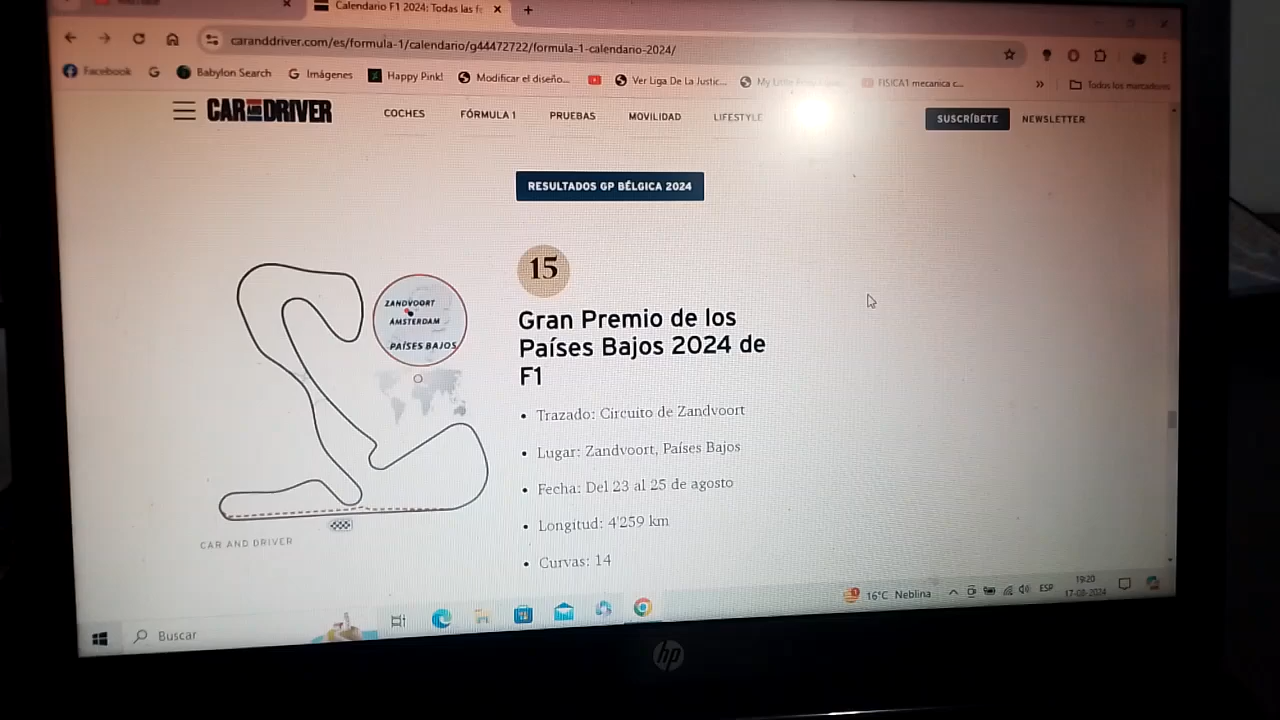 Calendario F1 2024: Todas las fe
caranddriver.com/es/formula-1/calendario/g44472722/formula-1-calendario-2024/
Facebook
Babylon Search
Imágenes
Happy Pink!
Modificar el diseño...
Ver Liga De La Justic...
FISICA1 mecanica c...
Todos los marcadores
CAR AND DRIVER
COCHES
FÓRMULA 1
PRUEBAS
MOVILIDAD
LIFESTYLE
SUSCRÍBETE
NEWSLETTER
RESULTADOS GP BÉLGICA 2024
15
ZANDVOORT
ÁMSTERDAM
PAÍSES BAJOS
Gran Premio de los
Países Bajos 2024 de
F1
• Trazado: Circuito de Zandvoort
• Lugar: Zandvoort, Países Bajos
• Fecha: Del 23 al 25 de agosto
• Longitud: 4'259 km
• Curvas: 14
CAR AND DRIVER
Buscar
16°C Neblina
ESP
19:20
17-08-2024
hp